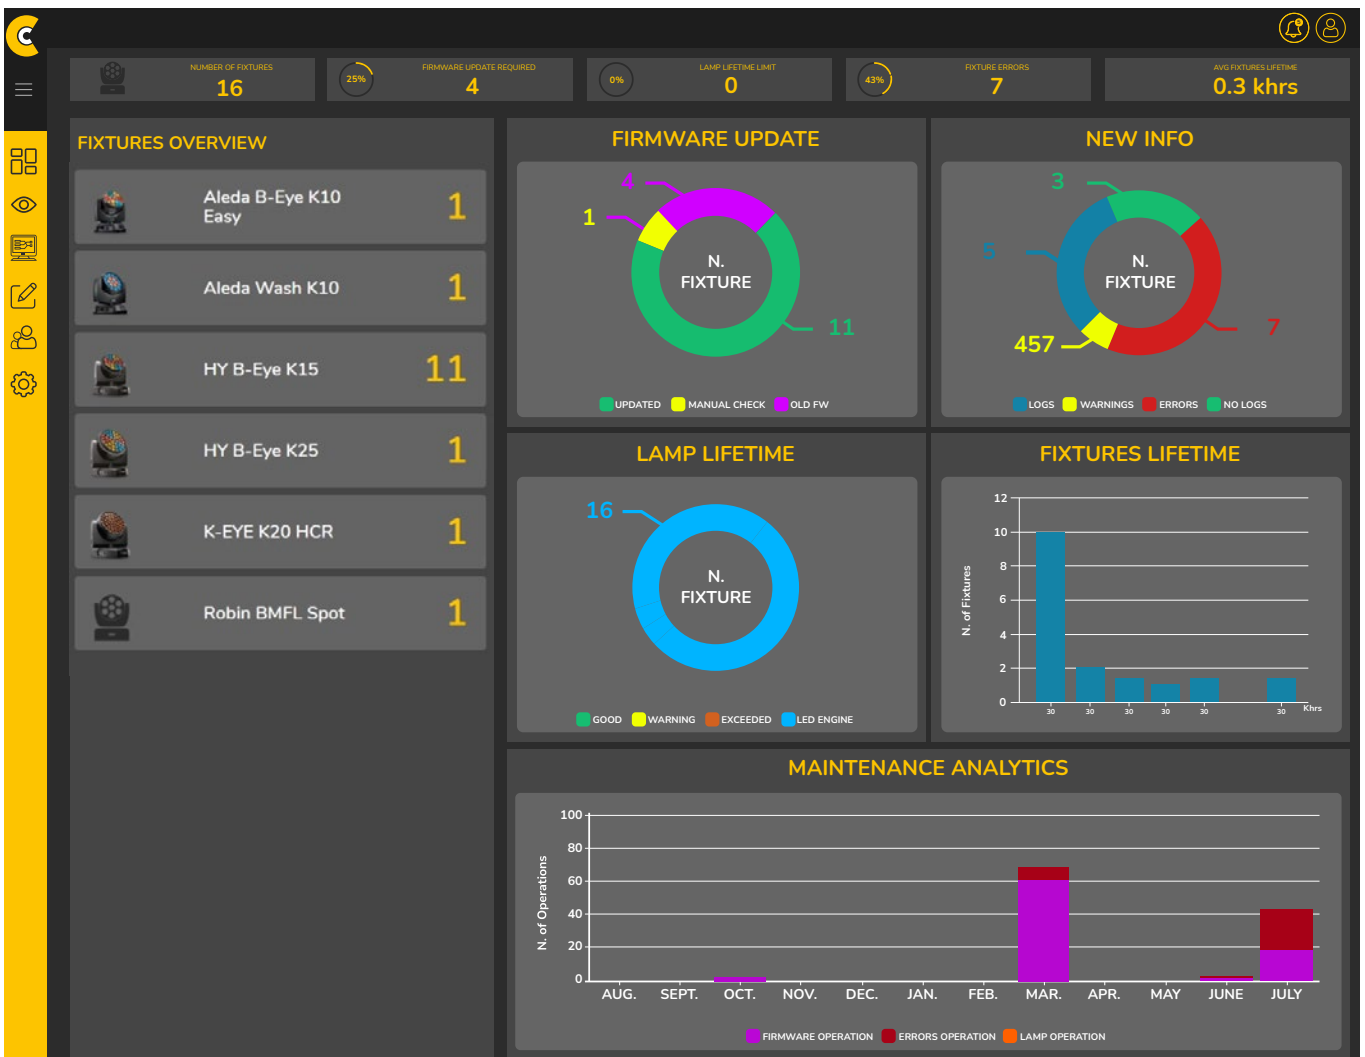 C
NUMBER OF FIXTURES
16
25%
FIRMWARE UPDATE REQUIRED
4
0%
LAMP LIFETIME LIMIT
0
43%
FIXTURE ERRORS
7
AVG FIXTURES LIFETIME
0.3 khrs
FIXTURES OVERVIEW
Aleda B-Eye K10
Easy
1
Aleda Wash K10
1
HY B-Eye K15
11
HY B-Eye K25
1
K-EYE K20 HCR
1
Robin BMFL Spot
1
FIRMWARE UPDATE
4
1
N.
FIXTURE
11
UPDATED MANUAL CHECK OLD FW
NEW INFO
3
5
N.
FIXTURE
457
7
LOGS WARNINGS ERRORS NO LOGS
LAMP LIFETIME
16
N.
FIXTURE
GOOD WARNING EXCEEDED LED ENGINE
FIXTURES LIFETIME
N. of Fixtures
12
10
8
6
4
2
0
30 30 30 30 30 30 Khrs
MAINTENANCE ANALYTICS
N. of Operations
100
80
60
40
20
0
AUG. SEPT. OCT. NOV. DEC. JAN. FEB. MAR. APR. MAY JUNE JULY
FIRMWARE OPERATION ERRORS OPERATION LAMP OPERATION